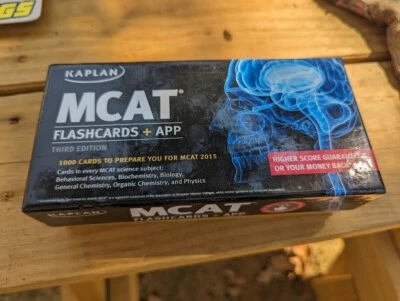 GS
KAPLAN
MCAT®
FLASHCARDS + APP
THIRD EDITION
1000 CARDS TO PREPARE YOU FOR MCAT 2015
Cards in every MCAT science subject:
Behavioral Sciences, Biochemistry, Biology,
General Chemistry, Organic Chemistry, and Physics
HIGHER SCORE GUARANTEED
OR YOUR MONEY BACK
KAPLAN
MCAT
FLASHCARDS + APP